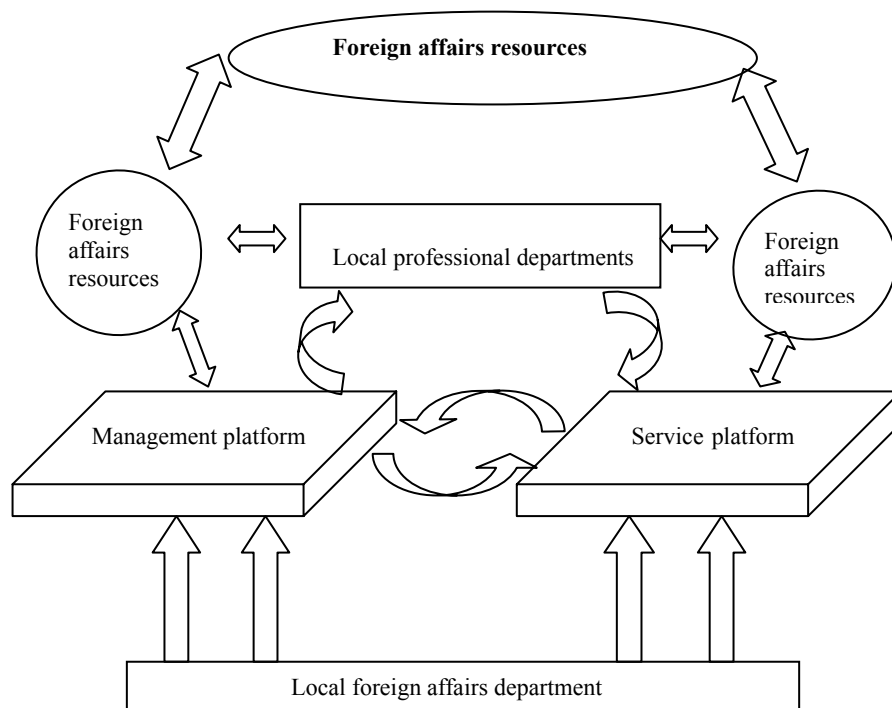 Foreign affairs resources
Foreign
affairs
resources
Local professional departments
Foreign
affairs
resources
Management platform
Service platform
Local foreign affairs department